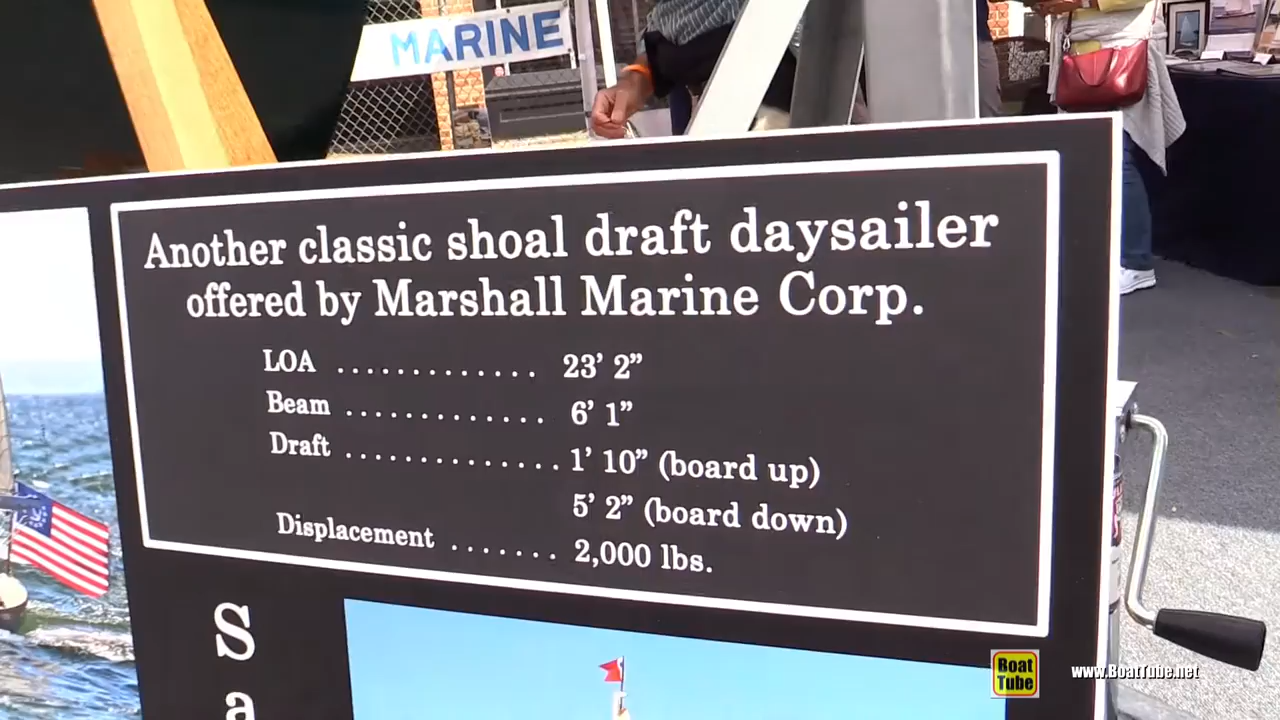 MARINE
Another classic shoal draft daysailer
offered by Marshall Marine Corp.
LOA ............. 23' 2”
Beam ............. 6' 1”
Draft ............. 1' 10” (board up)
5' 2” (board down)
Displacement ....... 2,000 lbs.
S
a
Boat
Tube
www.BoatTube.net